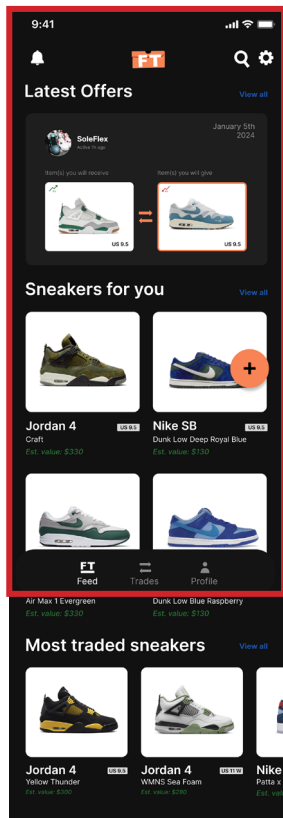 9:41
FT
Latest Offers
View all
SoleFlex
Active 1h ago
January 5th
2024
Item(s) you will receive
Item(s) you will give
US 9.5
US 9.5
Sneakers for you
View all
+
Jordan 4
US 9.5
Nike SB
US 9.5
Craft
Dunk Low Deep Royal Blue
Est. value: $330
Est. value: $130
FT
Feed
Trades
Profile
Air Max 1 Evergreen
Dunk Low Blue Raspberry
Est. value: $330
Est. value: $130
Most traded sneakers
View all
Jordan 4
US 9.5
Jordan 4
US 11 W
Nike
Yellow Thunder
WMNS Sea Foam
Patta x
Est. value: $300
Est. value: $280
Est. val